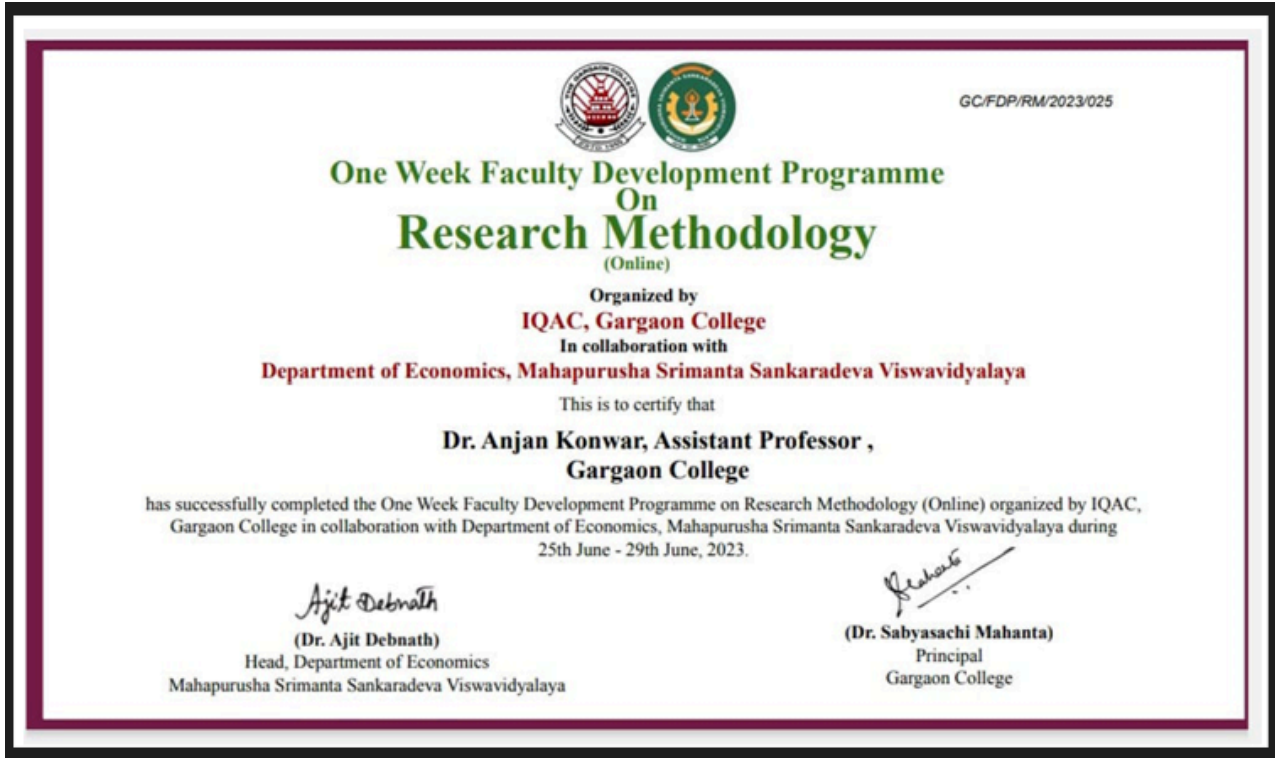 GC/FDP/RM/2023/025
One Week Faculty Development Programme
On
Research Methodology
(Online)
Organized by
IQAC, Gargaon College
In collaboration with
Department of Economics, Mahapurusha Srimanta Sankaradeva Viswavidyalaya
This is to certify that
Dr. Anjan Konwar, Assistant Professor ,
Gargaon College
has successfully completed the One Week Faculty Development Programme on Research Methodology (Online) organized by IQAC,
Gargaon College in collaboration with Department of Economics, Mahapurusha Srimanta Sankaradeva Viswavidyalaya during
25th June - 29th June, 2023.
Ajit Debnath
(Dr. Ajit Debnath)
Head, Department of Economics
Mahapurusha Srimanta Sankaradeva Viswavidyalaya
(Dr. Sabyasachi Mahanta)
Principal
Gargaon College